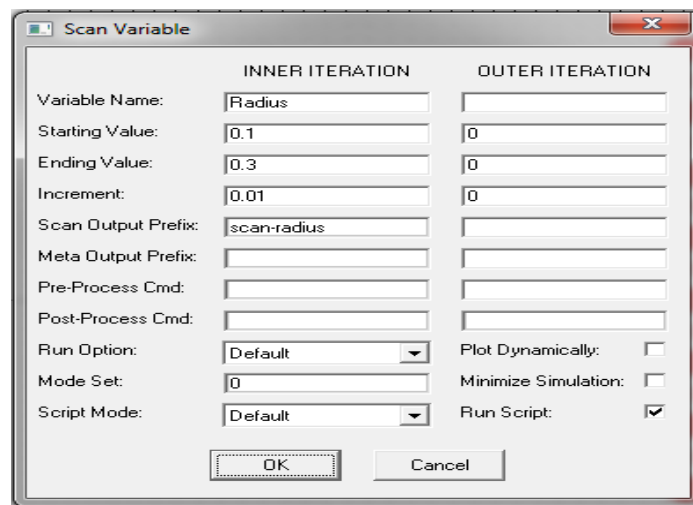 Scan Variable
INNER ITERATION OUTER ITERATION
Variable Name: Radius
Starting Value: 0.1 0
Ending Value: 0.3 0
Increment: 0.01 0
Scan Output Prefix: scan-radius
Meta Output Prefix:
Pre-Process Cmd:
Post-Process Cmd:
Run Option: Default Plot Dynamically:
Mode Set: 0 Minimize Simulation:
Script Mode: Default Run Script:
OK Cancel